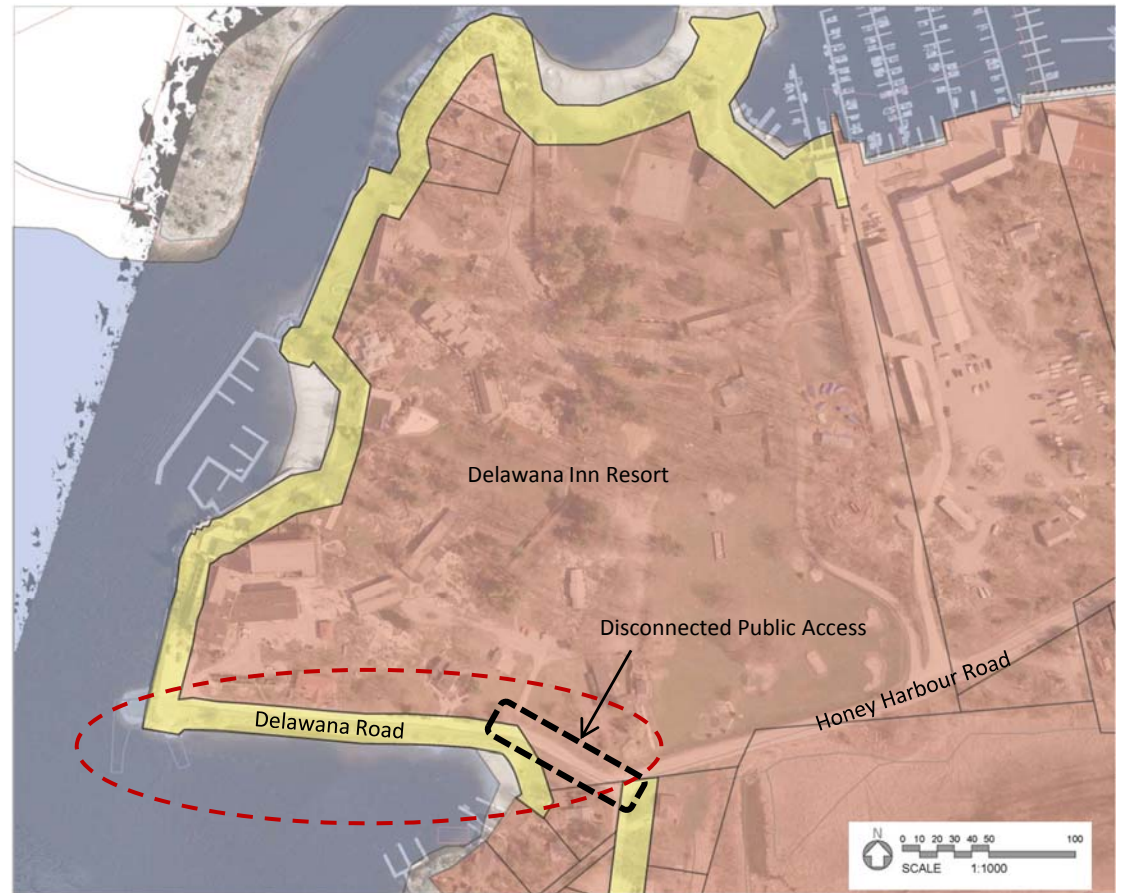 Delawana Inn Resort
Disconnected Public Access
Honey Harbour Road
Delawana Road
N
0 10 20 30 40 50 100
SCALE 1:1000